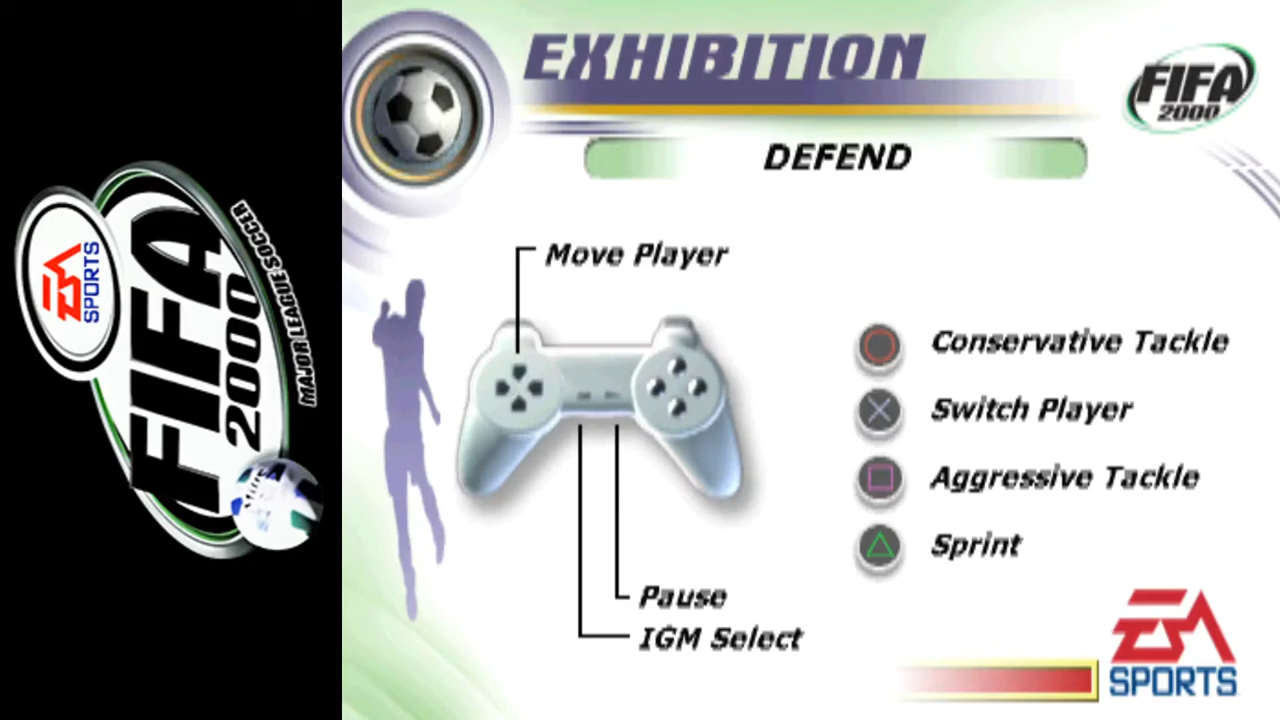 EA
SPORTS
FIFA
2000
MAJOR LEAGUE SOCCER
EXHIBITION
FIFA
2000
DEFEND
Move Player
Conservative Tackle
Switch Player
Aggressive Tackle
Sprint
Pause
IGM Select
EA
SPORTS